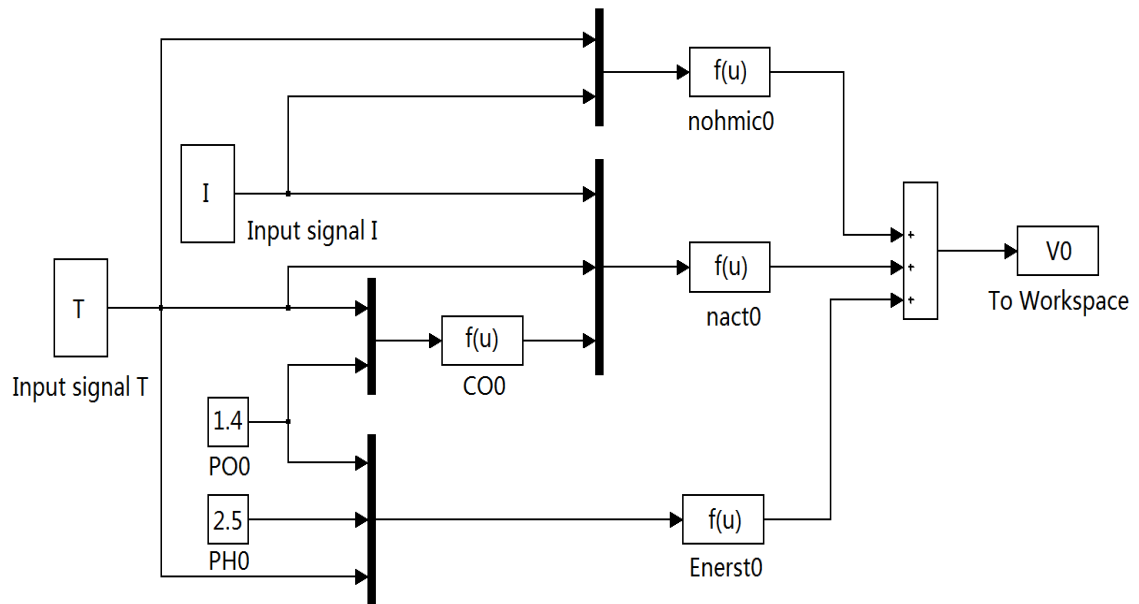 f(u)
nohmic0
I
Input signal I
T
Input signal T
f(u)
nact0
+
+
+
V0
To Workspace
f(u)
CO0
1.4
PO0
2.5
PH0
f(u)
Enerst0